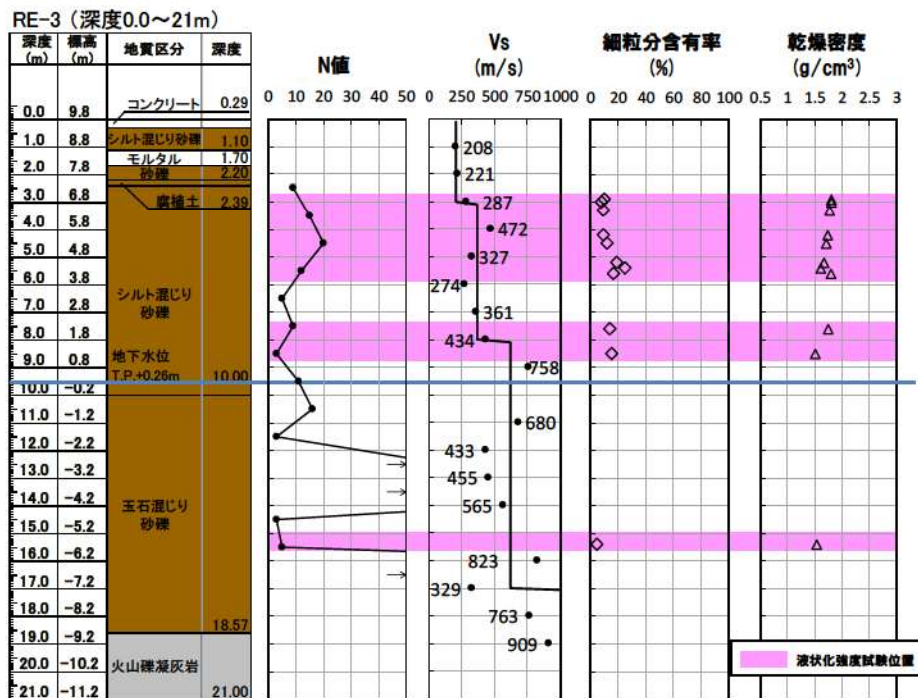 RE-3 (深度0.0～21m)
深度 標高 地質区分 深度
(m) (m)
N値
Vs
(m/s)
細粒分含有率
(%)
乾燥密度
(g/cm³)
0 10 20 30 40 50
0 250 500 750 1000
0 20 40 60 80 100
0.5 1 1.5 2 2.5 3
コンクリート 0.29
0.0 9.8
1.0 8.8 シルト混じり砂礫 1.10
モルタル 1.70
2.0 7.8 砂礫 2.20
3.0 6.8 腐植土 2.39
4.0 5.8
5.0 4.8
6.0 3.8
シルト混じり
砂礫
7.0 2.8
8.0 1.8
9.0 0.8 地下水位
T.P.+0.26m 10.00
10.0 -0.2
11.0 -1.2
12.0 -2.2
13.0 -3.2
14.0 -4.2
玉石混じり
砂礫
15.0 -5.2
16.0 -6.2
17.0 -7.2
18.0 -8.2
18.57
19.0 -9.2
20.0 -10.2 火山礫凝灰岩
21.0 -11.2 21.00
208
221
287
472
327
274
361
434
758
680
433
455
565
823
329
763
909
液状化強度試験位置